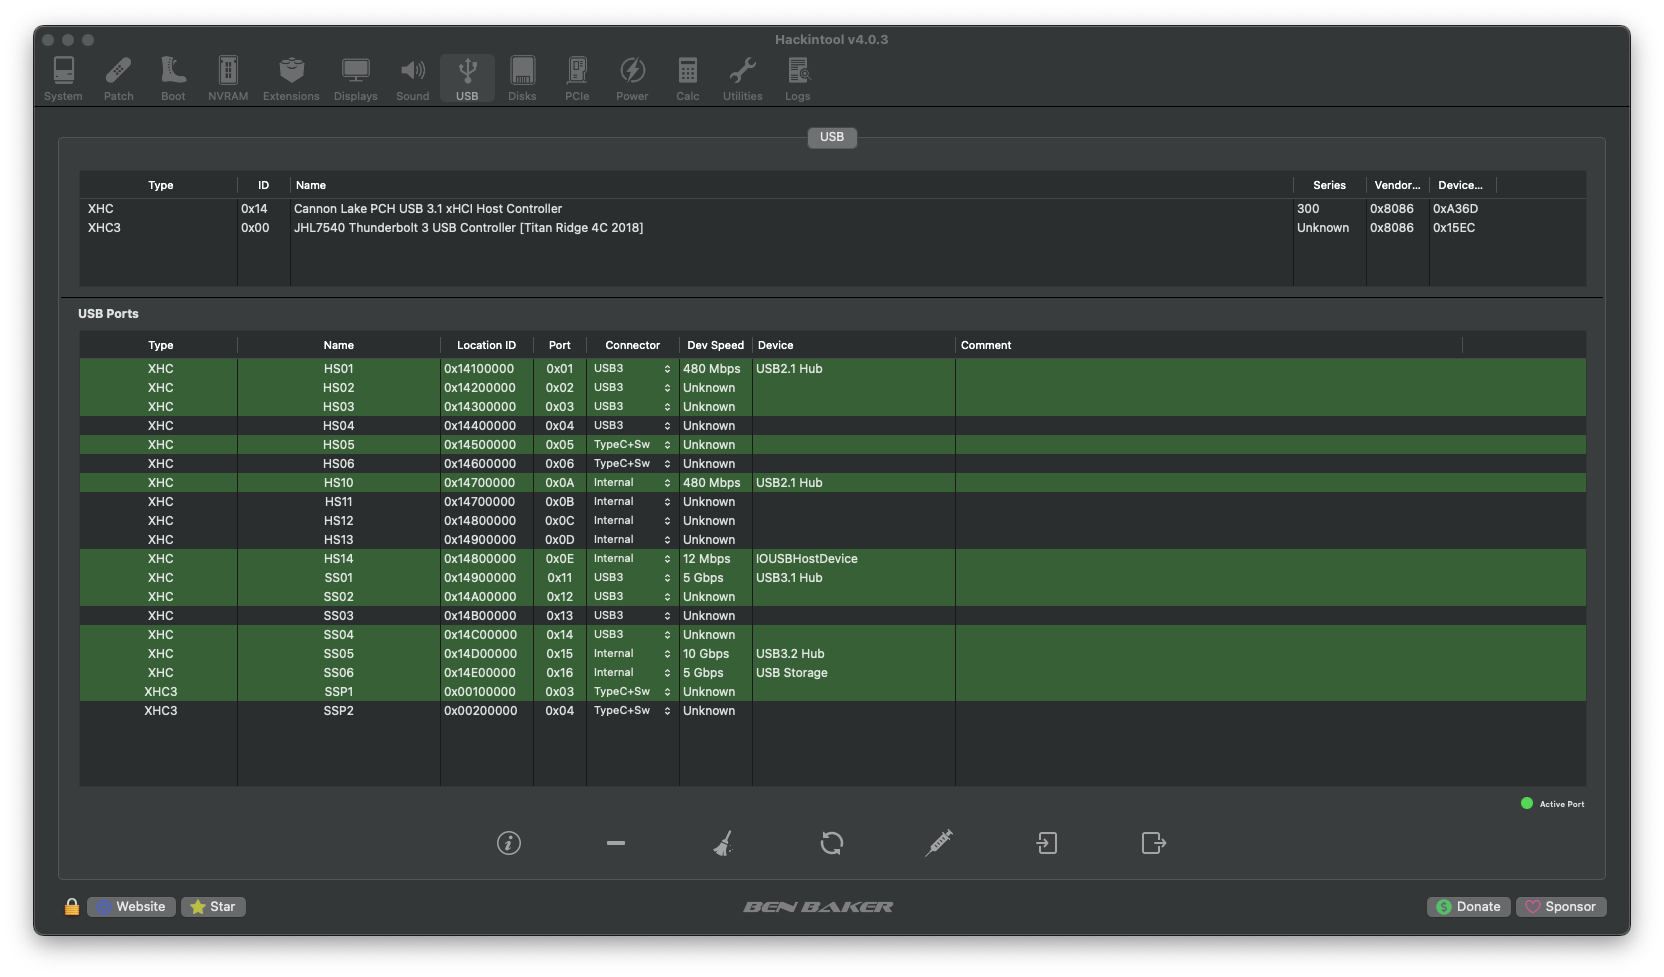 Hackintool v4.0.3
System Patch Boot NVRAM Extensions Displays Sound USB Disks PCIe Power Calc Utilities Logs
USB
Type ID Name Series Vendor... Device...
XHC 0x14 Cannon Lake PCH USB 3.1 xHCI Host Controller 300 0x8086 0xA36D
XHC3 0x00 JHL7540 Thunderbolt 3 USB Controller [Titan Ridge 4C 2018] Unknown 0x8086 0x15EC
USB Ports
Type Name Location ID Port Connector Dev Speed Device Comment
XHC HS01 0x14100000 0x01 USB3 480 Mbps USB2.1 Hub
XHC HS02 0x14200000 0x02 USB3 Unknown
XHC HS03 0x14300000 0x03 USB3 Unknown
XHC HS04 0x14400000 0x04 USB3 Unknown
XHC HS05 0x14500000 0x05 TypeC+Sw Unknown
XHC HS06 0x14600000 0x06 TypeC+Sw Unknown
XHC HS10 0x14700000 0x0A Internal 480 Mbps USB2.1 Hub
XHC HS11 0x14700000 0x0B Internal Unknown
XHC HS12 0x14800000 0x0C Internal Unknown
XHC HS13 0x14900000 0x0D Internal Unknown
XHC HS14 0x14800000 0x0E Internal 12 Mbps IOUSBHostDevice
XHC SS01 0x14900000 0x11 USB3 5 Gbps USB3.1 Hub
XHC SS02 0x14A00000 0x12 USB3 Unknown
XHC SS03 0x14B00000 0x13 USB3 Unknown
XHC SS04 0x14C00000 0x14 USB3 Unknown
XHC SS05 0x14D00000 0x15 Internal 10 Gbps USB3.2 Hub
XHC SS06 0x14E00000 0x16 Internal 5 Gbps USB Storage
XHC3 SSP1 0x00100000 0x03 TypeC+Sw Unknown
XHC3 SSP2 0x00200000 0x04 TypeC+Sw Unknown
Active Port
Website Star BEN BAKER Donate Sponsor